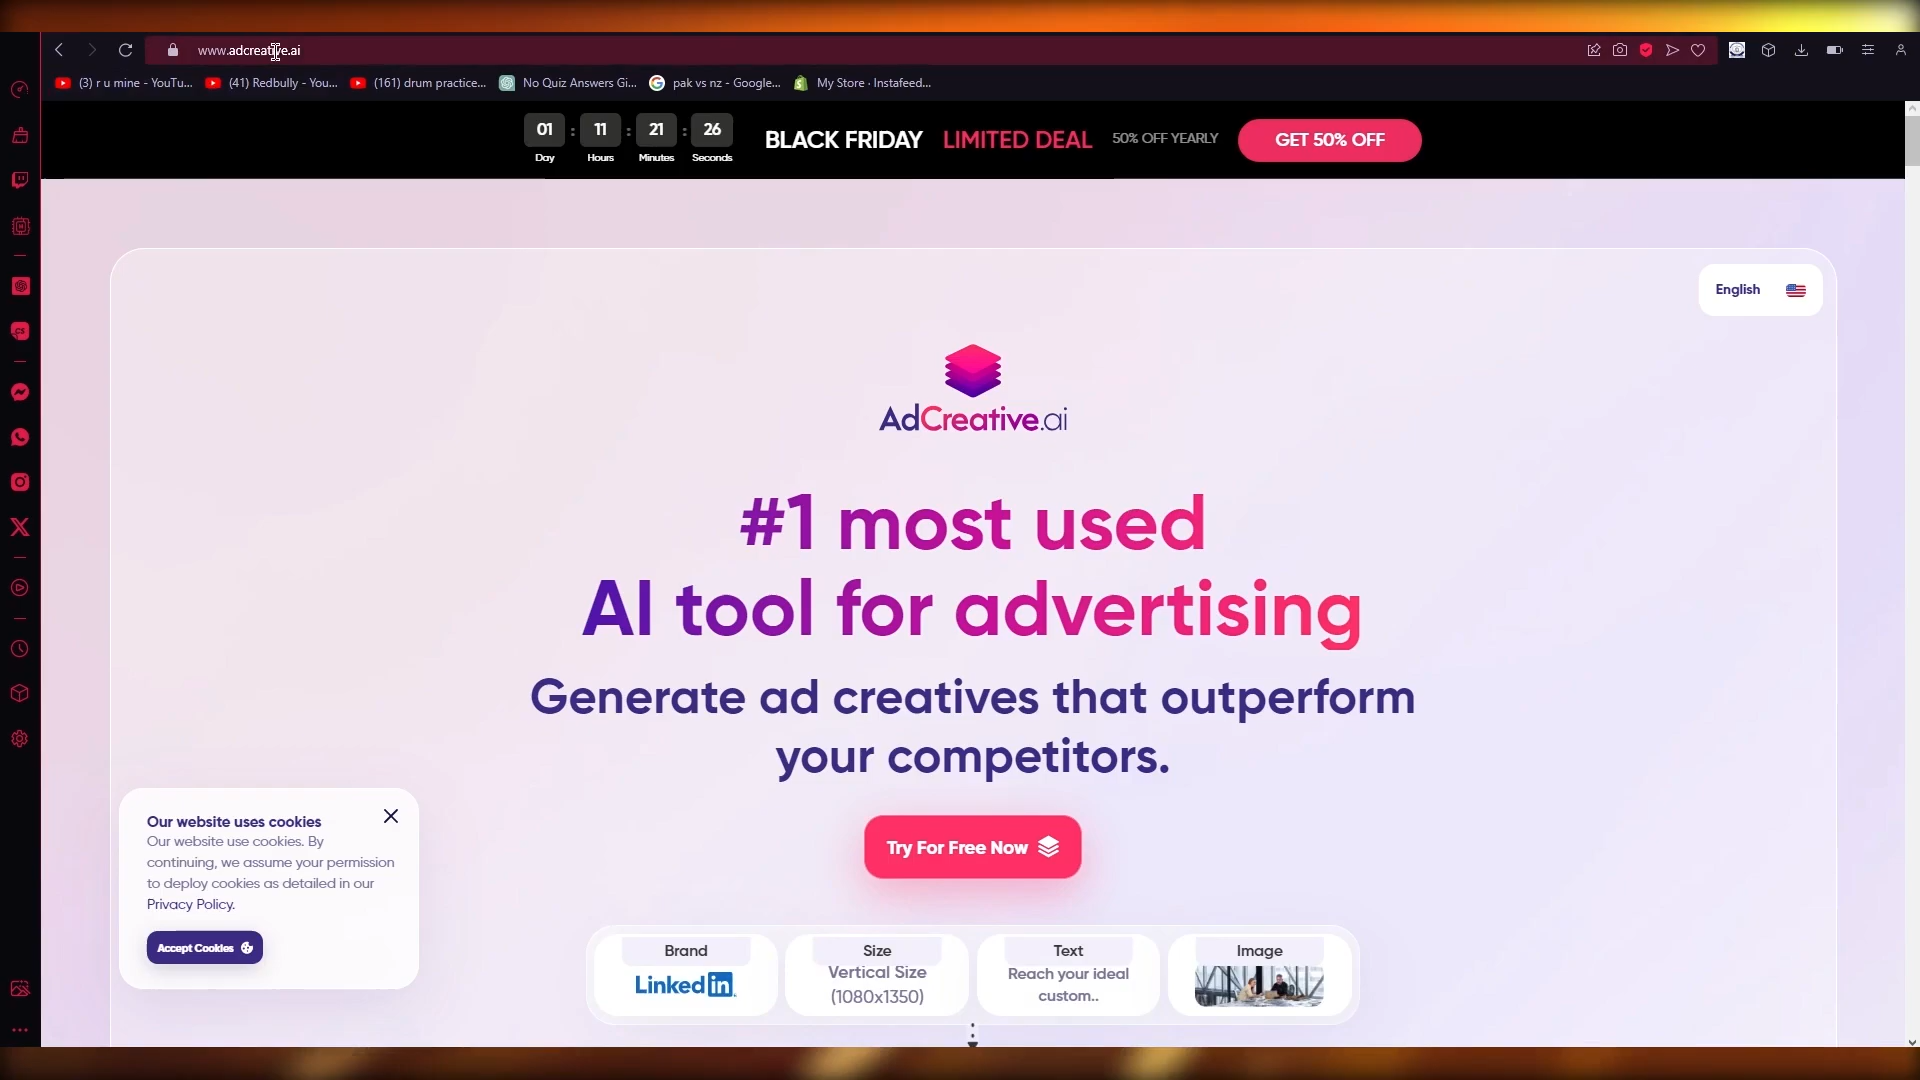 www.adcreative.ai
(3) r u mine - YouTu...
(41) Redbully - You...
(161) drum practice...
No Quiz Answers Gi...
pak vs nz - Google...
My Store · Instafeed...
01 : 11 : 21 : 26
Day Hours Minutes Seconds
BLACK FRIDAY LIMITED DEAL 50% OFF YEARLY GET 50% OFF
English
AdCreative.ai
#1 most used
AI tool for advertising
Generate ad creatives that outperform
your competitors.
Try For Free Now
Our website uses cookies
Our website use cookies. By
continuing, we assume your permission
to deploy cookies as detailed in our
Privacy Policy.
Accept Cookies
Brand
LinkedIn
Size
Vertical Size
(1080x1350)
Text
Reach your ideal
custom..
Image